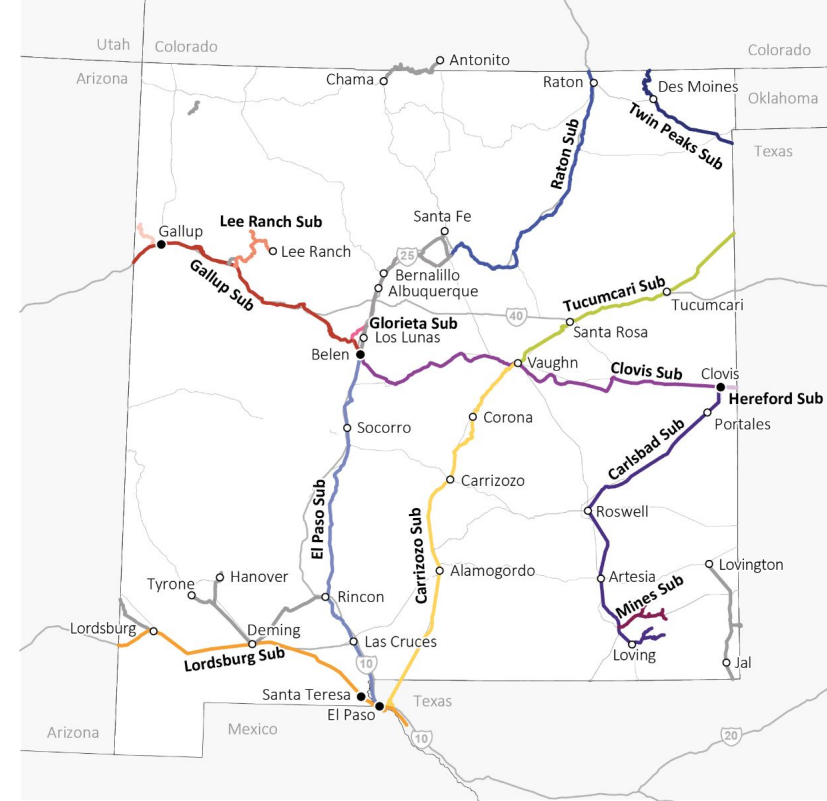 Utah
Colorado
Colorado
Antonito
Arizona
Chama
Raton
Des Moines
Oklahoma
Twin Peaks Sub
Texas
Raton Sub
Santa Fe
Lee Ranch Sub
Gallup
25
Lee Ranch
Bernalillo
Gallup Sub
Albuquerque
Tucumcari Sub
Tucumcari
40
Glorieta Sub
Santa Rosa
Los Lunas
Belen
Vaughn
Clovis Sub
Clovis
Hereford Sub
Corona
Portales
Socorro
Carlsbad Sub
Carrizozo
El Paso Sub
Roswell
Carrizozo Sub
Lovington
Hanover
Alamogordo
Artesia
Tyrone
Mines Sub
Rincon
Lordsburg
Deming
Las Cruces
Loving
Lordsburg Sub
10
Jal
Santa Teresa
Texas
El Paso
Arizona
Mexico
10
20